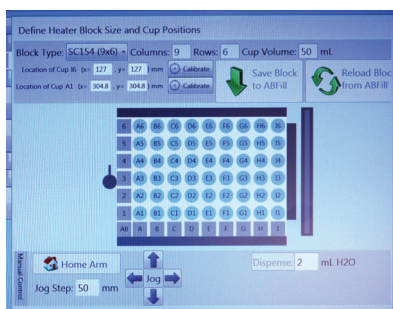 Define Heater Block Size and Cup Positions
Block Type: SC154 (9x6) Columns: 9 Rows: 6 Cup Volume: 50 mL
Location of Cup I6 (x= 127 , y= 127 ) mm Calibrate
Location of Cup A1 (x= 304.8 , y= 304.8 ) mm Calibrate
Save Block to ABFill
Reload Bloc from ABFill
6 A6 B6 C6 D6 E6 F6 G6 H6 I6
5 A5 B5 C5 D5 E5 F5 G5 H5 I5
4 A4 B4 C4 D4 E4 F4 G4 H4 I4
3 A3 B3 C3 D3 E3 F3 G3 H3 I3
2 A2 B2 C2 D2 E2 F2 G2 H2 I2
1 A1 B1 C1 D1 E1 F1 G1 H1 I1
All A B C D E F G H I
Manual Control
Home Arm
Jog
Dispense: 2 mL H2O
Jog Step: 50 mm